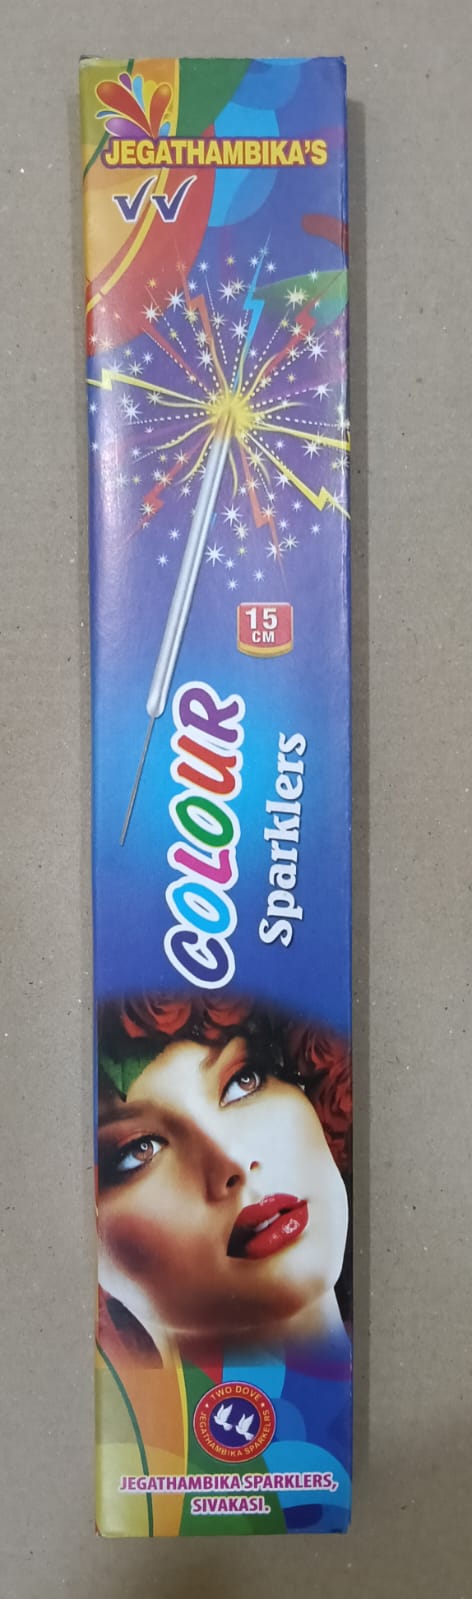 JEGATHAMBIKA'S
VV
15
CM
COLOUR
Sparklers
TWO DOVE
JEGATHAMBIKA SPARKLERS
JEGATHAMBIKA SPARKLERS,
SIVAKASI.